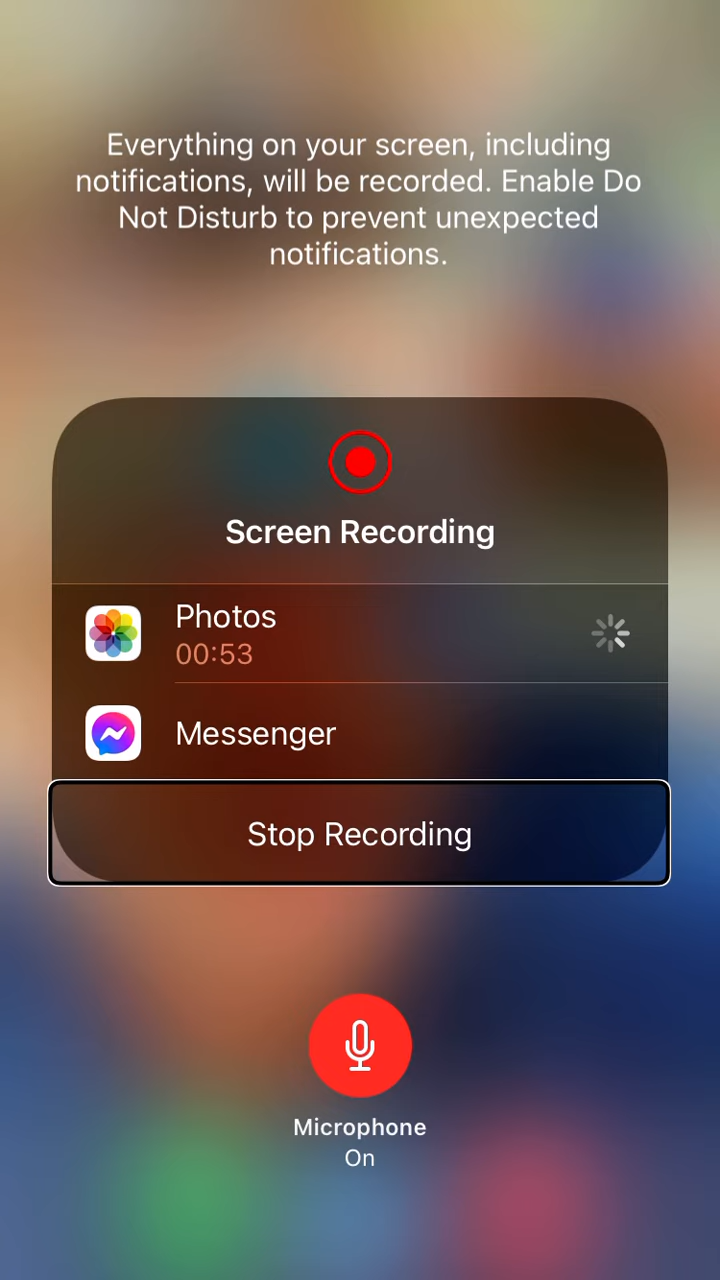 Everything on your screen, including
notifications, will be recorded. Enable Do
Not Disturb to prevent unexpected
notifications.
Screen Recording
Photos
00:53
Messenger
Stop Recording
Microphone
On